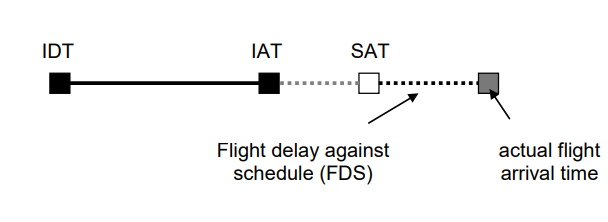 IDT IAT SAT
Flight delay against
schedule (FDS)
actual flight
arrival time